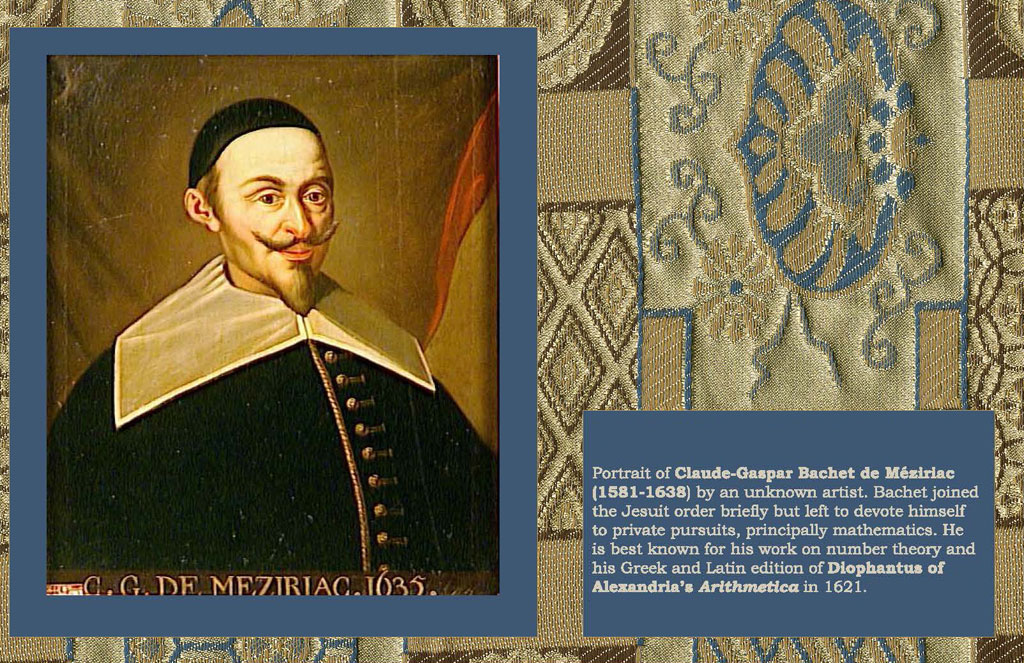 C. G. DE MEZIRIAC. 1635.
Portrait of Claude-Gaspar Bachet de Méziriac
(1581-1638) by an unknown artist. Bachet joined
the Jesuit order briefly but left to devote himself
to private pursuits, principally mathematics. He
is best known for his work on number theory and
his Greek and Latin edition of Diophantus of
Alexandria's Arithmetica in 1621.